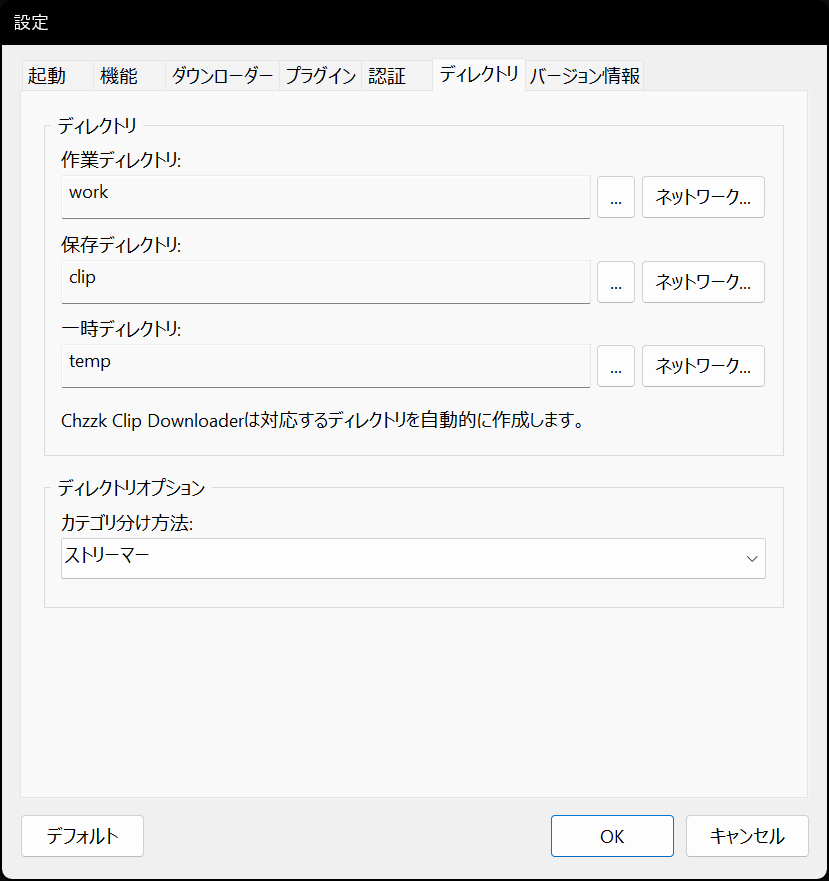 設定
起動 機能 ダウンローダー プラグイン 認証 ディレクトリ バージョン情報
ディレクトリ
作業ディレクトリ:
work ... ネットワーク...
保存ディレクトリ:
clip ... ネットワーク...
一時ディレクトリ:
temp ... ネットワーク...
Chzzk Clip Downloaderは対応するディレクトリを自動的に作成します。
ディレクトリオプション
カテゴリ分け方法:
ストリーマー
デフォルト OK キャンセル